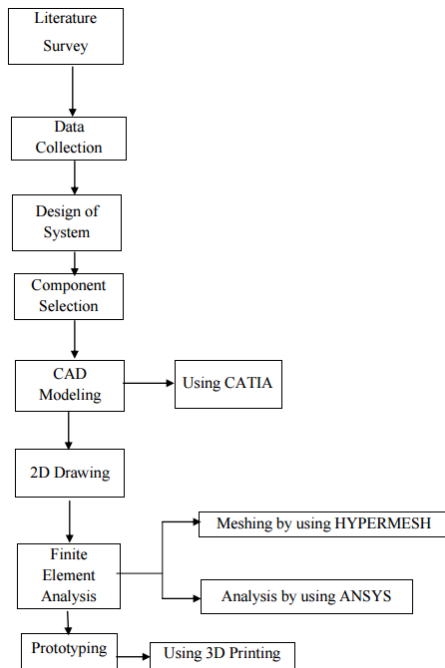 Literature
Survey
Data
Collection
Design of
System
Component
Selection
CAD
Modeling
Using CATIA
2D Drawing
Meshing by using HYPERMESH
Finite
Element
Analysis
Analysis by using ANSYS
Prototyping
Using 3D Printing